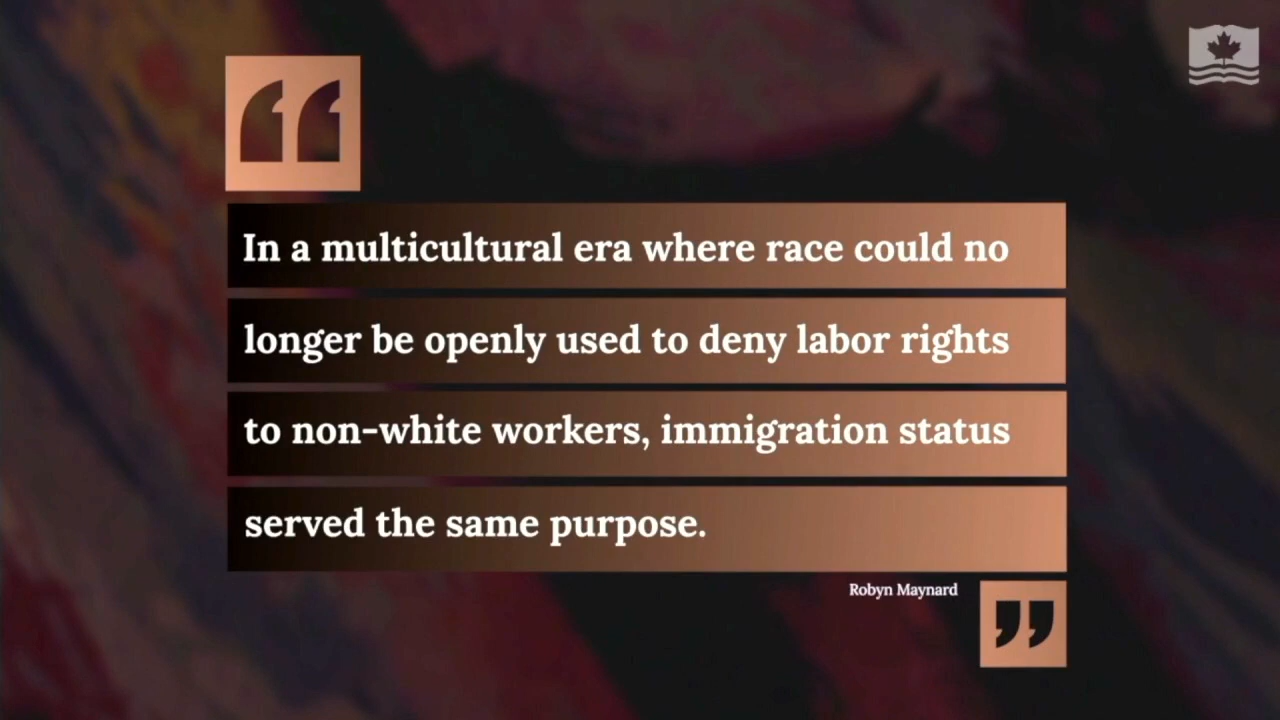 “
In a multicultural era where race could no
longer be openly used to deny labor rights
to non-white workers, immigration status
served the same purpose.
Robyn Maynard
”